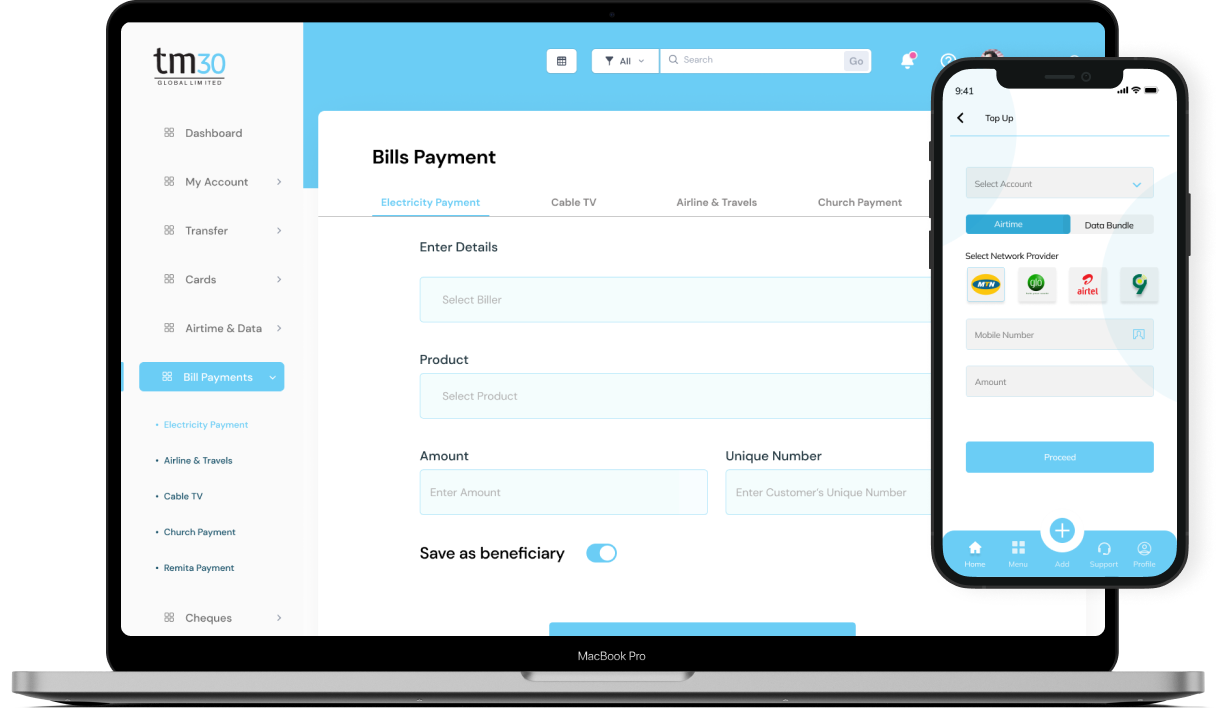 tm30
GLOBAL LIMITED
All
Search
Go
Dashboard
My Account
Transfer
Cards
Airtime & Data
Bill Payments
• Electricity Payment
• Airline & Travels
• Cable TV
• Church Payment
• Remita Payment
Cheques
Bills Payment
Electricity Payment Cable TV Airline & Travels Church Payment
Enter Details
Select Biller
Product
Select Product
Amount Unique Number
Enter Amount Enter Customer's Unique Number
Save as beneficiary
MacBook Pro
9:41
Top Up
Select Account
Airtime Data Bundle
Select Network Provider
MTN glo airtel 9
Mobile Number
Amount
Proceed
Home Menu Add Support Profile